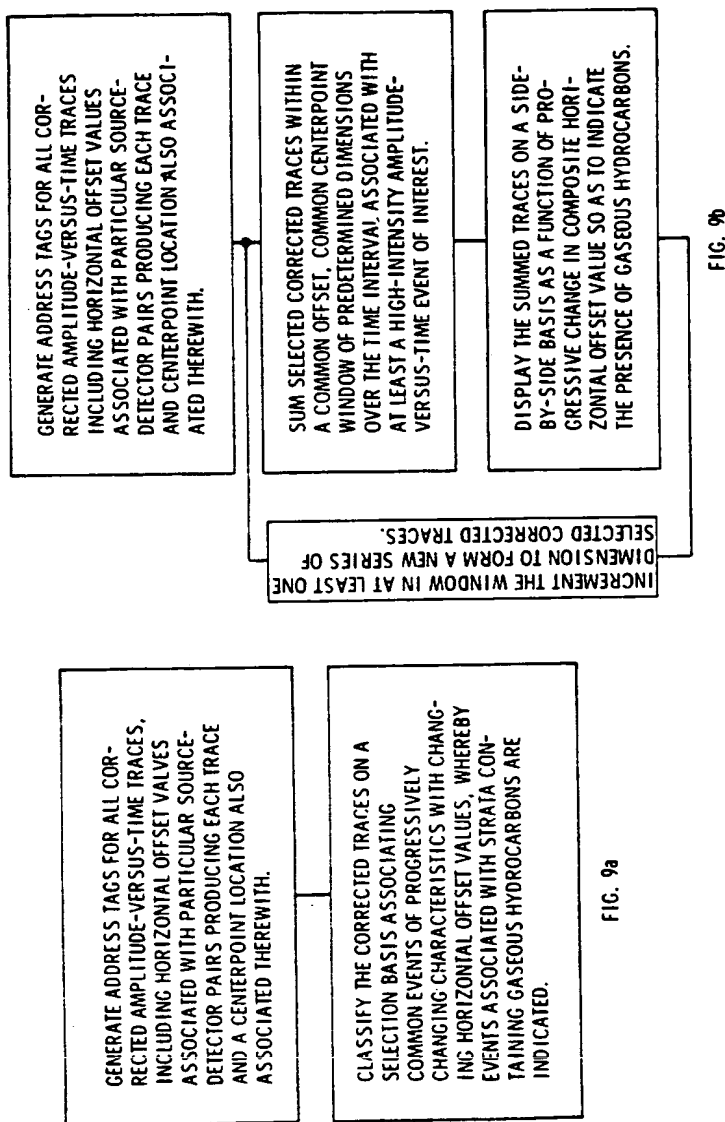 GENERATE ADDRESS TAGS FOR ALL COR-
RECTED AMPLITUDE-VERSUS-TIME TRACES,
INCLUDING HORIZONTAL OFFSET VALVES
ASSOCIATED WITH PARTICULAR SOURCE-
DETECTOR PAIRS PRODUCING EACH TRACE
AND A CENTERPOINT LOCATION ALSO
ASSOCIATED THEREWITH.
CLASSIFY THE CORRECTED TRACES ON A
SELECTION BASIS ASSOCIATING
COMMON EVENTS OF PROGRESSIVELY
CHANGING CHARACTERISTICS WITH CHANG-
ING HORIZONTAL OFFSET VALUES, WHEREBY
EVENTS ASSOCIATED WITH STRATA CON-
TAINING GASEOUS HYDROCARBONS ARE
INDICATED.
FIG. 9a
GENERATE ADDRESS TAGS FOR ALL COR-
RECTED AMPLITUDE-VERSUS-TIME TRACES
INCLUDING HORIZONTAL OFFSET VALUES
ASSOCIATED WITH PARTICULAR SOURCE-
DETECTOR PAIRS PRODUCING EACH TRACE
AND CENTERPOINT LOCATION ALSO ASSOCI-
ATED THEREWITH.
SUM SELECTED CORRECTED TRACES WITHIN
A COMMON OFFSET, COMMON CENTERPOINT
WINDOW OF PREDETERMINED DIMENSIONS
OVER THE TIME INTERVAL ASSOCIATED WITH
AT LEAST A HIGH-INTENSITY AMPLITUDE-
VERSUS-TIME EVENT OF INTEREST.
DISPLAY THE SUMMED TRACES ON A SIDE-
BY-SIDE BASIS AS A FUNCTION OF PRO-
GRESSIVE CHANGE IN COMPOSITE HORI-
ZONTAL OFFSET VALUE SO AS TO INDICATE
THE PRESENCE OF GASEOUS HYDROCARBONS.
INCREMENT THE WINDOW IN AT LEAST ONE
DIMENSION TO FORM A NEW SERIES OF
SELECTED CORRECTED TRACES.
FIG. 9b